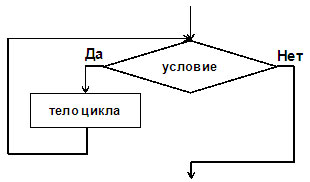 Да
Нет
условие
тело цикла